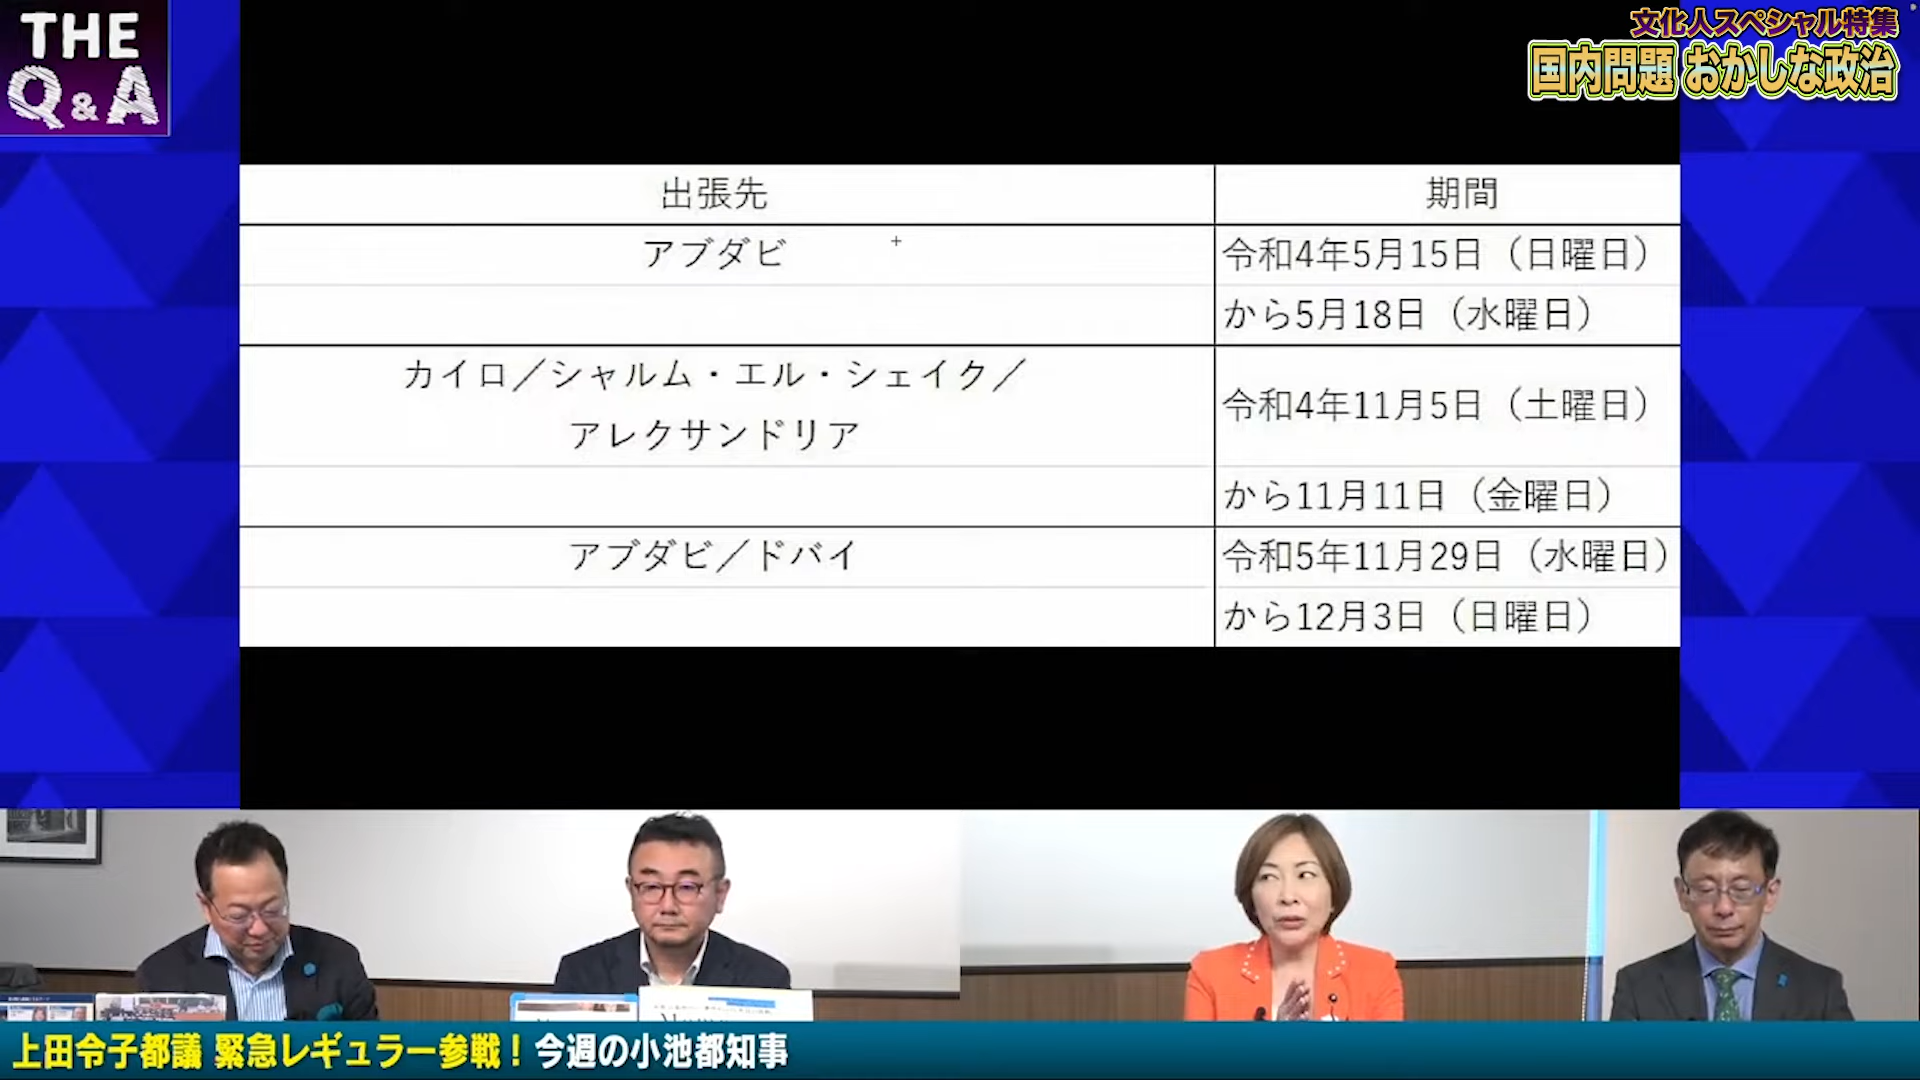 THE
Q&A
文化人スペシャル特集
国内問題 おかしな政治
出張先 期間
アブダビ 令和4年5月15日（日曜日）
から5月18日（水曜日）
カイロ／シャルム・エル・シェイク／
アレクサンドリア
令和4年11月5日（土曜日）
から11月11日（金曜日）
アブダビ／ドバイ 令和5年11月29日（水曜日）
から12月3日（日曜日）
上田令子都議 緊急レギュラー参戦！今週の小池都知事